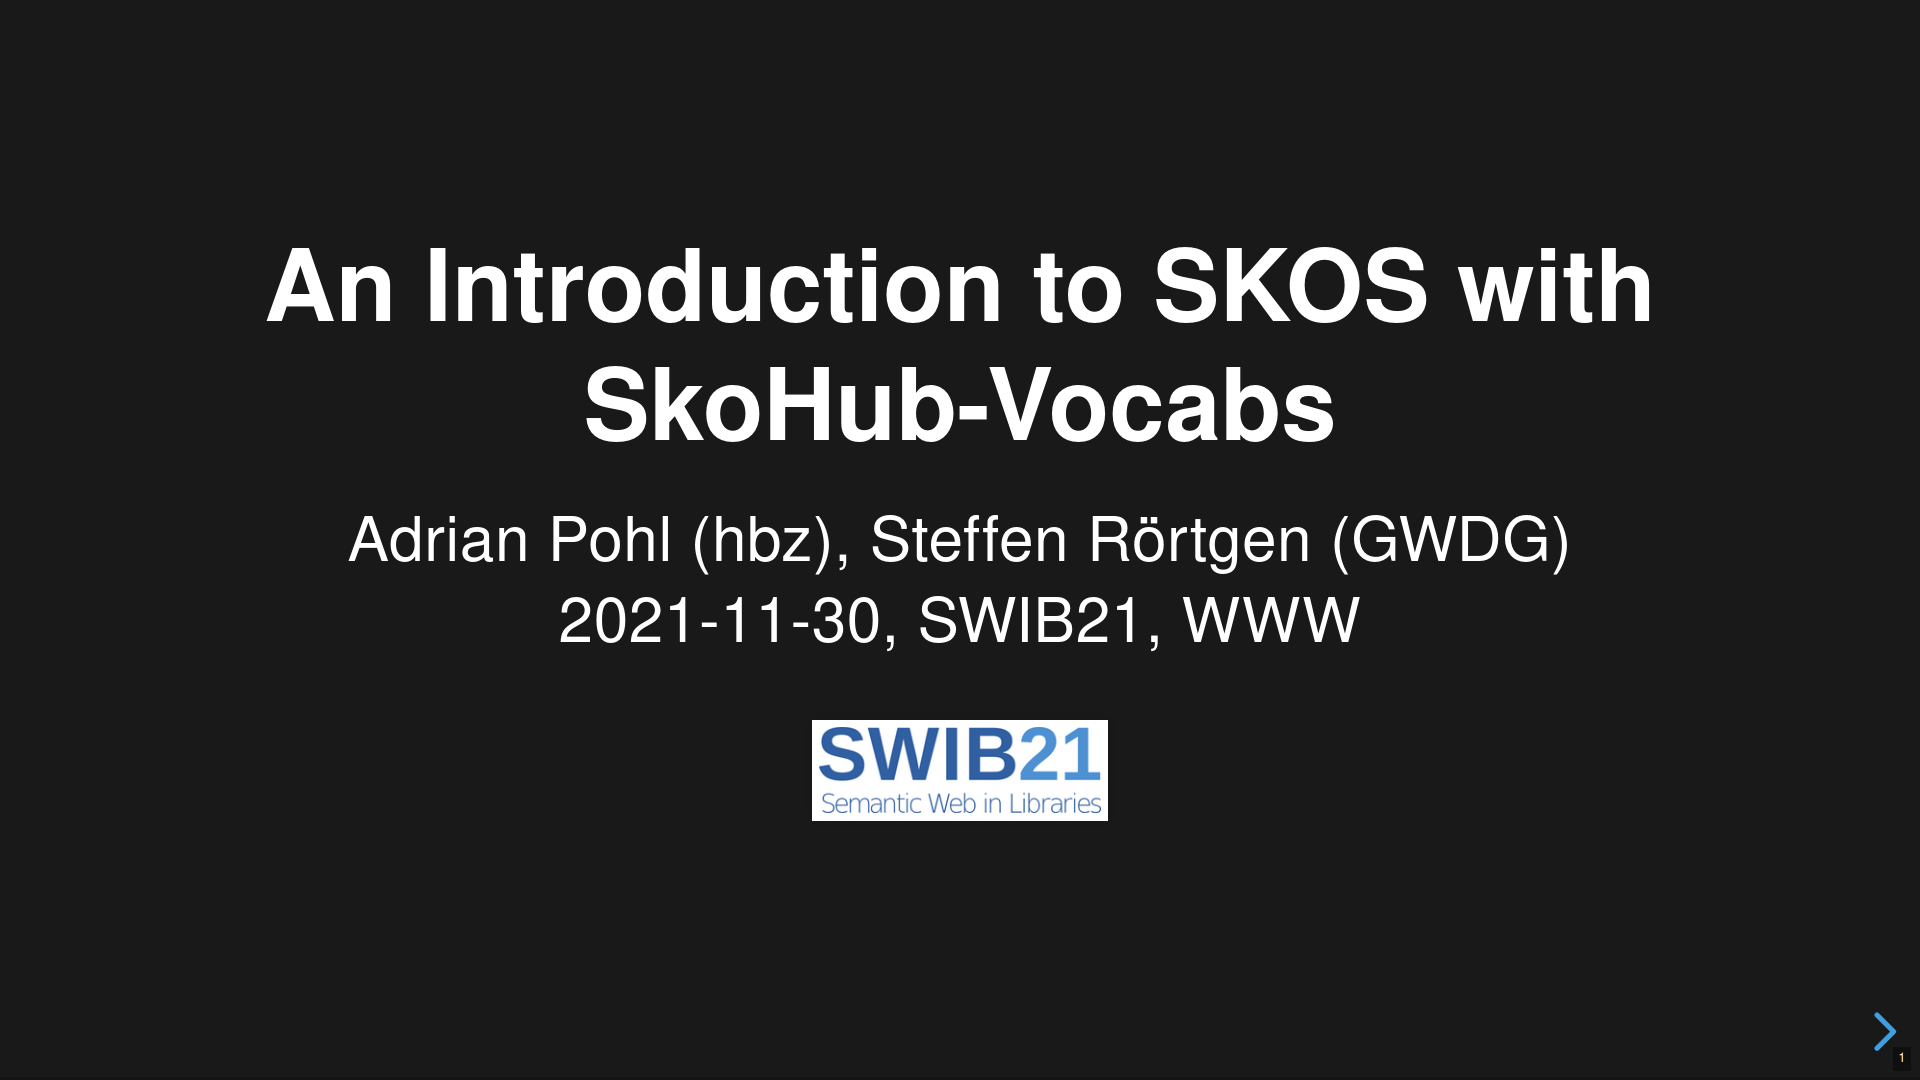 An Introduction to SKOS with
SkoHub-Vocabs
Adrian Pohl (hbz), Steffen Rörtgen (GWDG)
2021-11-30, SWIB21, WWW
SWIB21
Semantic Web in Libraries
1